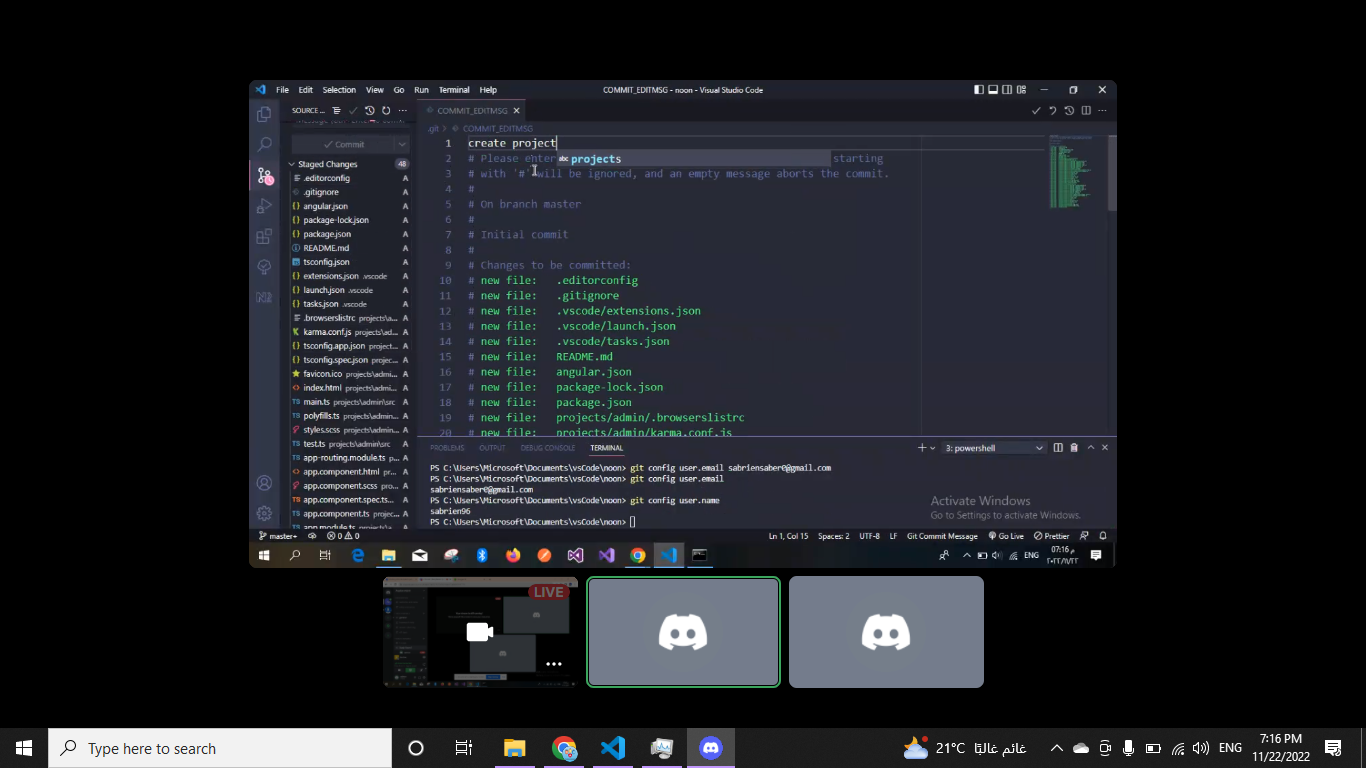 File Edit Selection View Go Run Terminal Help
COMMIT_EDITMSG - noon - Visual Studio Code
SOURCE...
COMMIT_EDITMSG
.git > COMMIT_EDITMSG
Commit
Staged Changes 48
.editorconfig A
.gitignore A
angular.json A
package-lock.json A
package.json A
README.md A
tsconfig.json A
extensions.json .vscode A
launch.json .vscode A
tasks.json .vscode A
.browserslistrc projects\a... A
karma.conf.js projects\ad... A
tsconfig.app.json project... A
tsconfig.spec.json projec... A
favicon.ico projects\admi... A
index.html projects\admi... A
main.ts projects\admin\src A
polyfills.ts projects\admin... A
styles.scss projects\admin... A
test.ts projects\admin\src A
app-routing.module.ts p... A
app.component.html proj... A
app.component.scss pro... A
app.component.spec.ts... A
app.component.ts projec... A
app.module.ts projects\a... A
1 create project
projects
2 # Please enter starting
3 # with '#' will be ignored, and an empty message aborts the commit.
4 #
5 # On branch master
6 #
7 # Initial commit
8 #
9 # Changes to be committed:
10 # new file: .editorconfig
11 # new file: .gitignore
12 # new file: .vscode/extensions.json
13 # new file: .vscode/launch.json
14 # new file: .vscode/tasks.json
15 # new file: README.md
16 # new file: angular.json
17 # new file: package-lock.json
18 # new file: package.json
19 # new file: projects/admin/.browserslistrc
20 # new file: projects/admin/karma.conf.js
PROBLEMS OUTPUT DEBUG CONSOLE TERMINAL
3: powershell
PS C:\Users\Microsoft\Documents\vsCode\noon> git config user.email sabriensaber0@gmail.com
PS C:\Users\Microsoft\Documents\vsCode\noon> git config user.email
sabriensaber0@gmail.com
PS C:\Users\Microsoft\Documents\vsCode\noon> git config user.name
sabrien96
PS C:\Users\Microsoft\Documents\vsCode\noon>
Activate Windows
Go to Settings to activate Windows.
master+ 0 0
Ln 1, Col 15 Spaces: 2 UTF-8 LF Git Commit Message Go Live Prettier
ENG
07:16 م
٢٠٢٢/١١/٢٢
LIVE
Type here to search
21°C غائم غالبًا
ENG
7:16 PM
11/22/2022